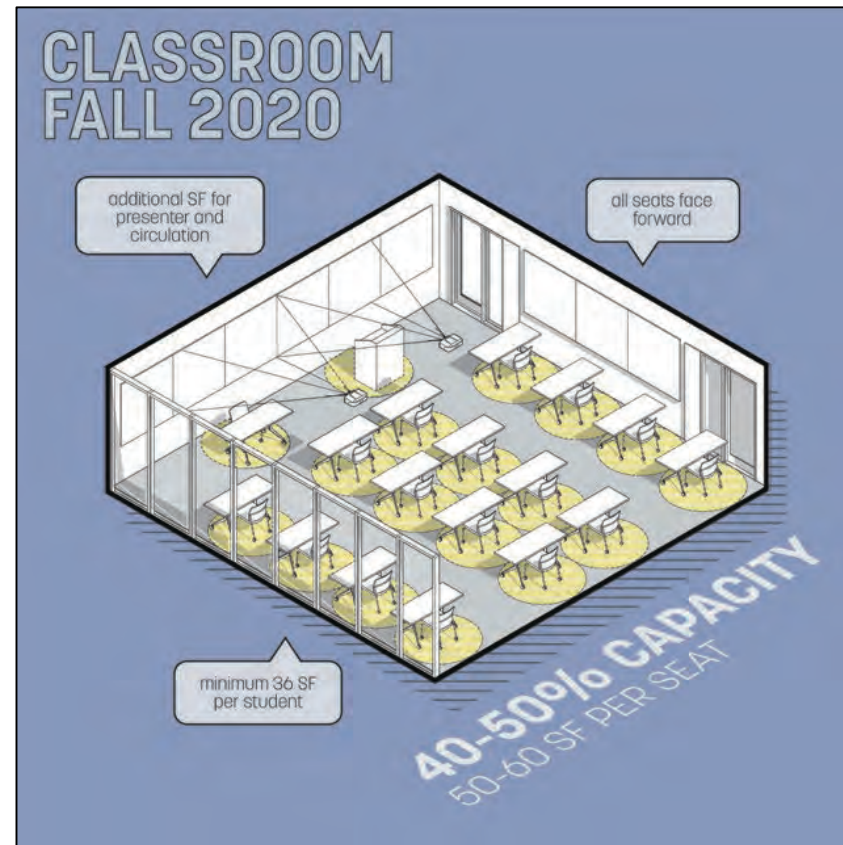 CLASSROOM
FALL 2020
additional SF for
presenter and
circulation
all seats face
forward
minimum 36 SF
per student
40-50% CAPACITY
50-60 SF PER SEAT